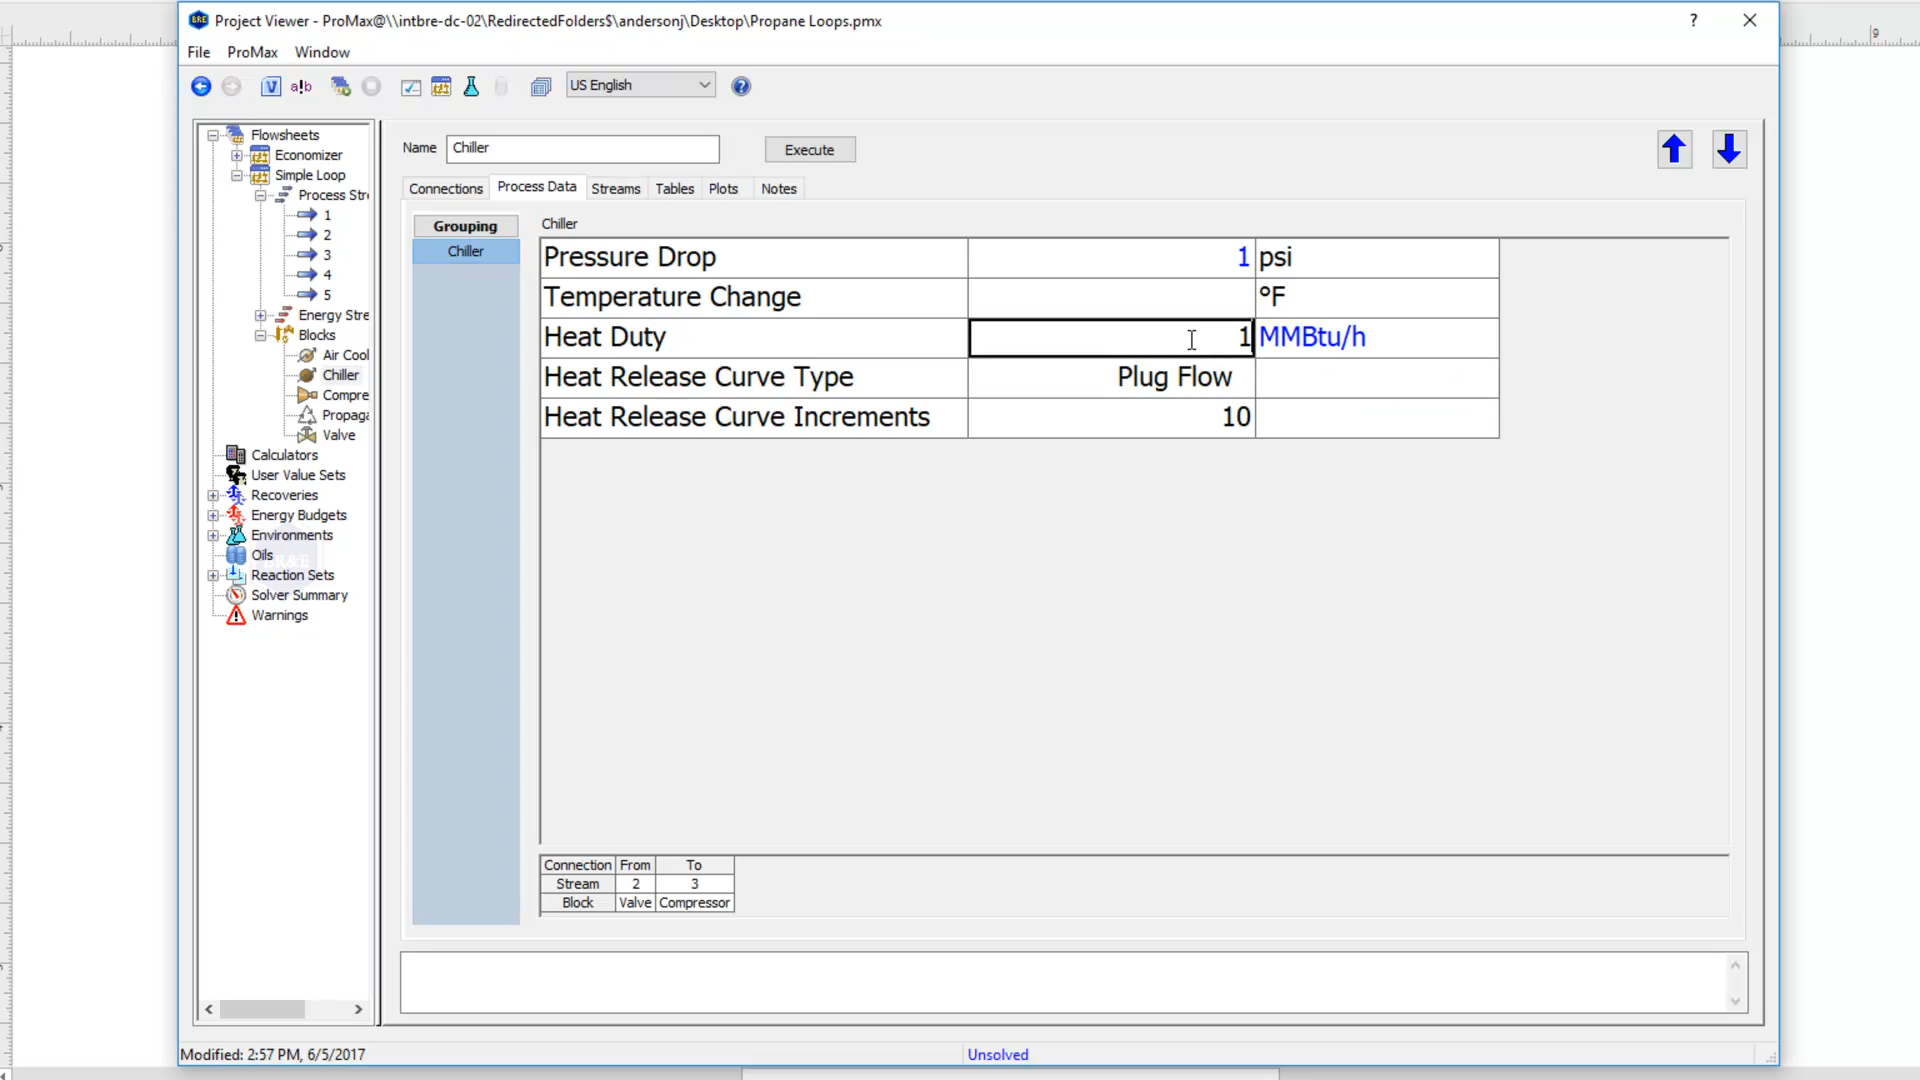 Project Viewer - ProMax@\\intbre-dc-02\RedirectedFolders$\andersonj\Desktop\Propane Loops.pmx
?
9
File ProMax Window
V a!b US English ?
Flowsheets
Economizer
Simple Loop
Process Stre
1
2
3
4
5
Energy Stre
Blocks
Air Cool
Chiller
Compre
Propaga
Valve
Calculators
User Value Sets
Recoveries
Energy Budgets
Environments
Oils
Reaction Sets
Solver Summary
Warnings
BR&E
Name Chiller Execute
Connections Process Data Streams Tables Plots Notes
Grouping
Chiller
Chiller
Pressure Drop 1 psi
Temperature Change °F
Heat Duty 1 MMBtu/h
Heat Release Curve Type Plug Flow
Heat Release Curve Increments 10
Connection From To
Stream 2 3
Block Valve Compressor
Modified: 2:57 PM, 6/5/2017 Unsolved